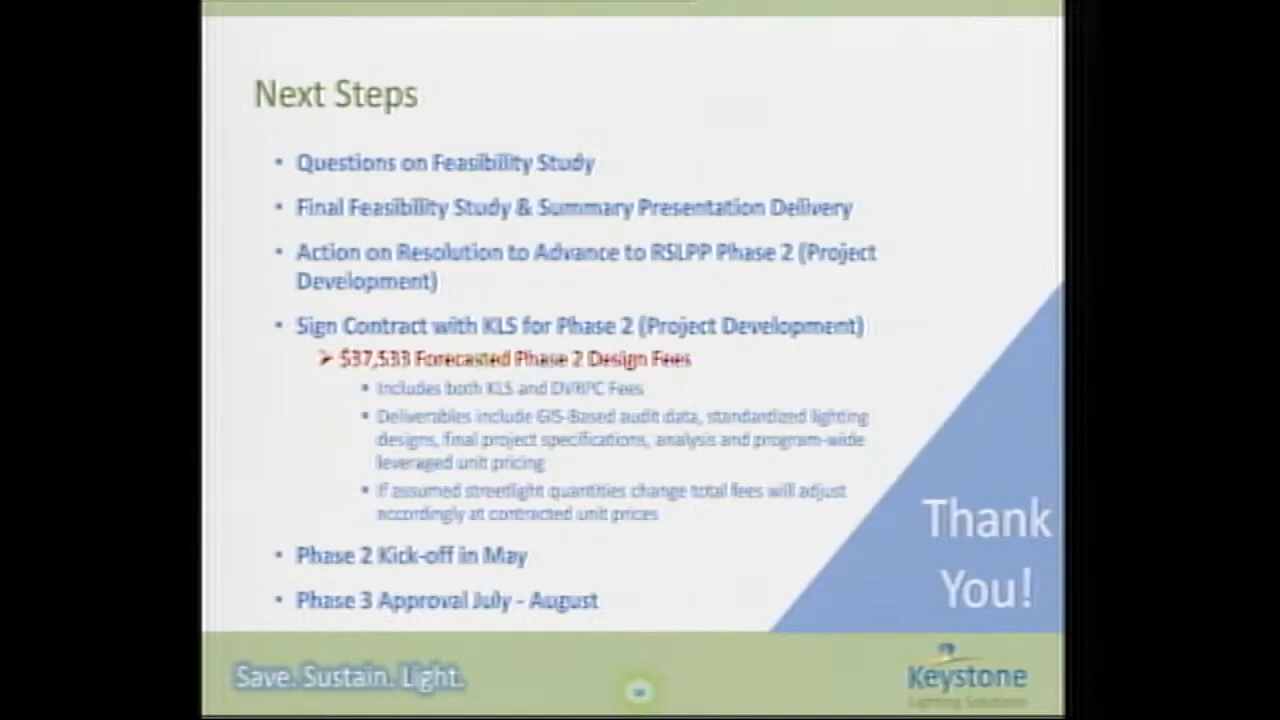 Next Steps
• Questions on Feasibility Study
• Final Feasibility Study & Summary Presentation Delivery
• Action on Resolution to Advance to RSLPP Phase 2 (Project
Development)
• Sign Contract with KLS for Phase 2 (Project Development)
➢ $37,533 Forecasted Phase 2 Design Fees
▪ Includes both KLS and DVRPC Fees
▪ Deliverables include GIS-Based audit data, standardized lighting
designs, final project specifications, analysis and program-wide
leveraged unit pricing
▪ If assumed streetlight quantities change total fees will adjust
accordingly at contracted unit prices
• Phase 2 Kick-off in May
• Phase 3 Approval July - August
Thank
You!
Save. Sustain. Light.
Keystone
Lighting Solutions